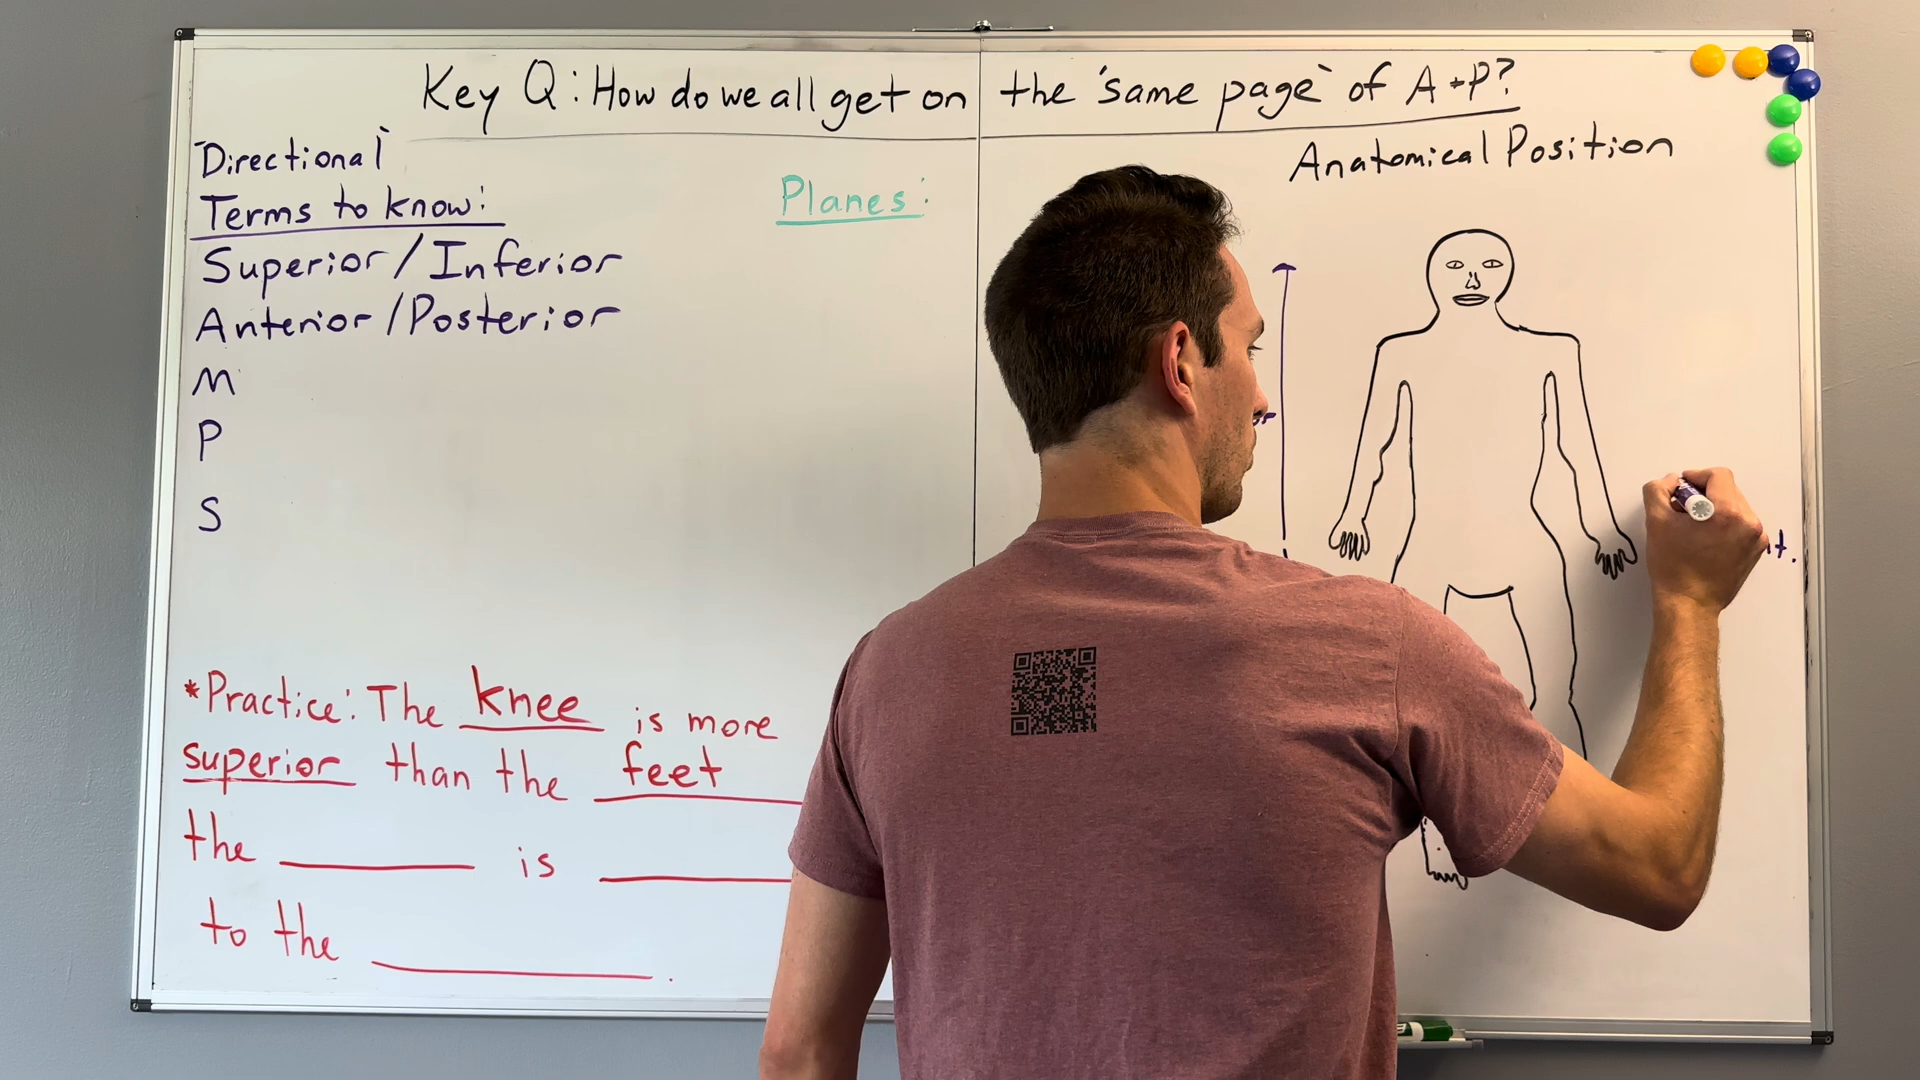 Key Q: How do we all get on the 'same page' of A+P?
"Directional"
Terms to know:
Superior/Inferior
Anterior/Posterior
M
P
S
Planes:
Anatomical Position
*Practice: The knee is more
superior than the feet
the ______ is ______
to the ______.